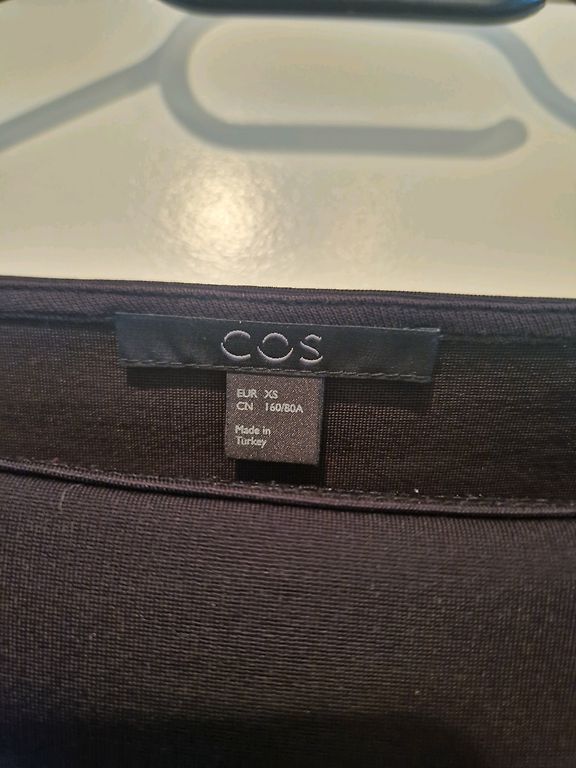 COS
EUR XS
CN 160/80A
Made in
Turkey